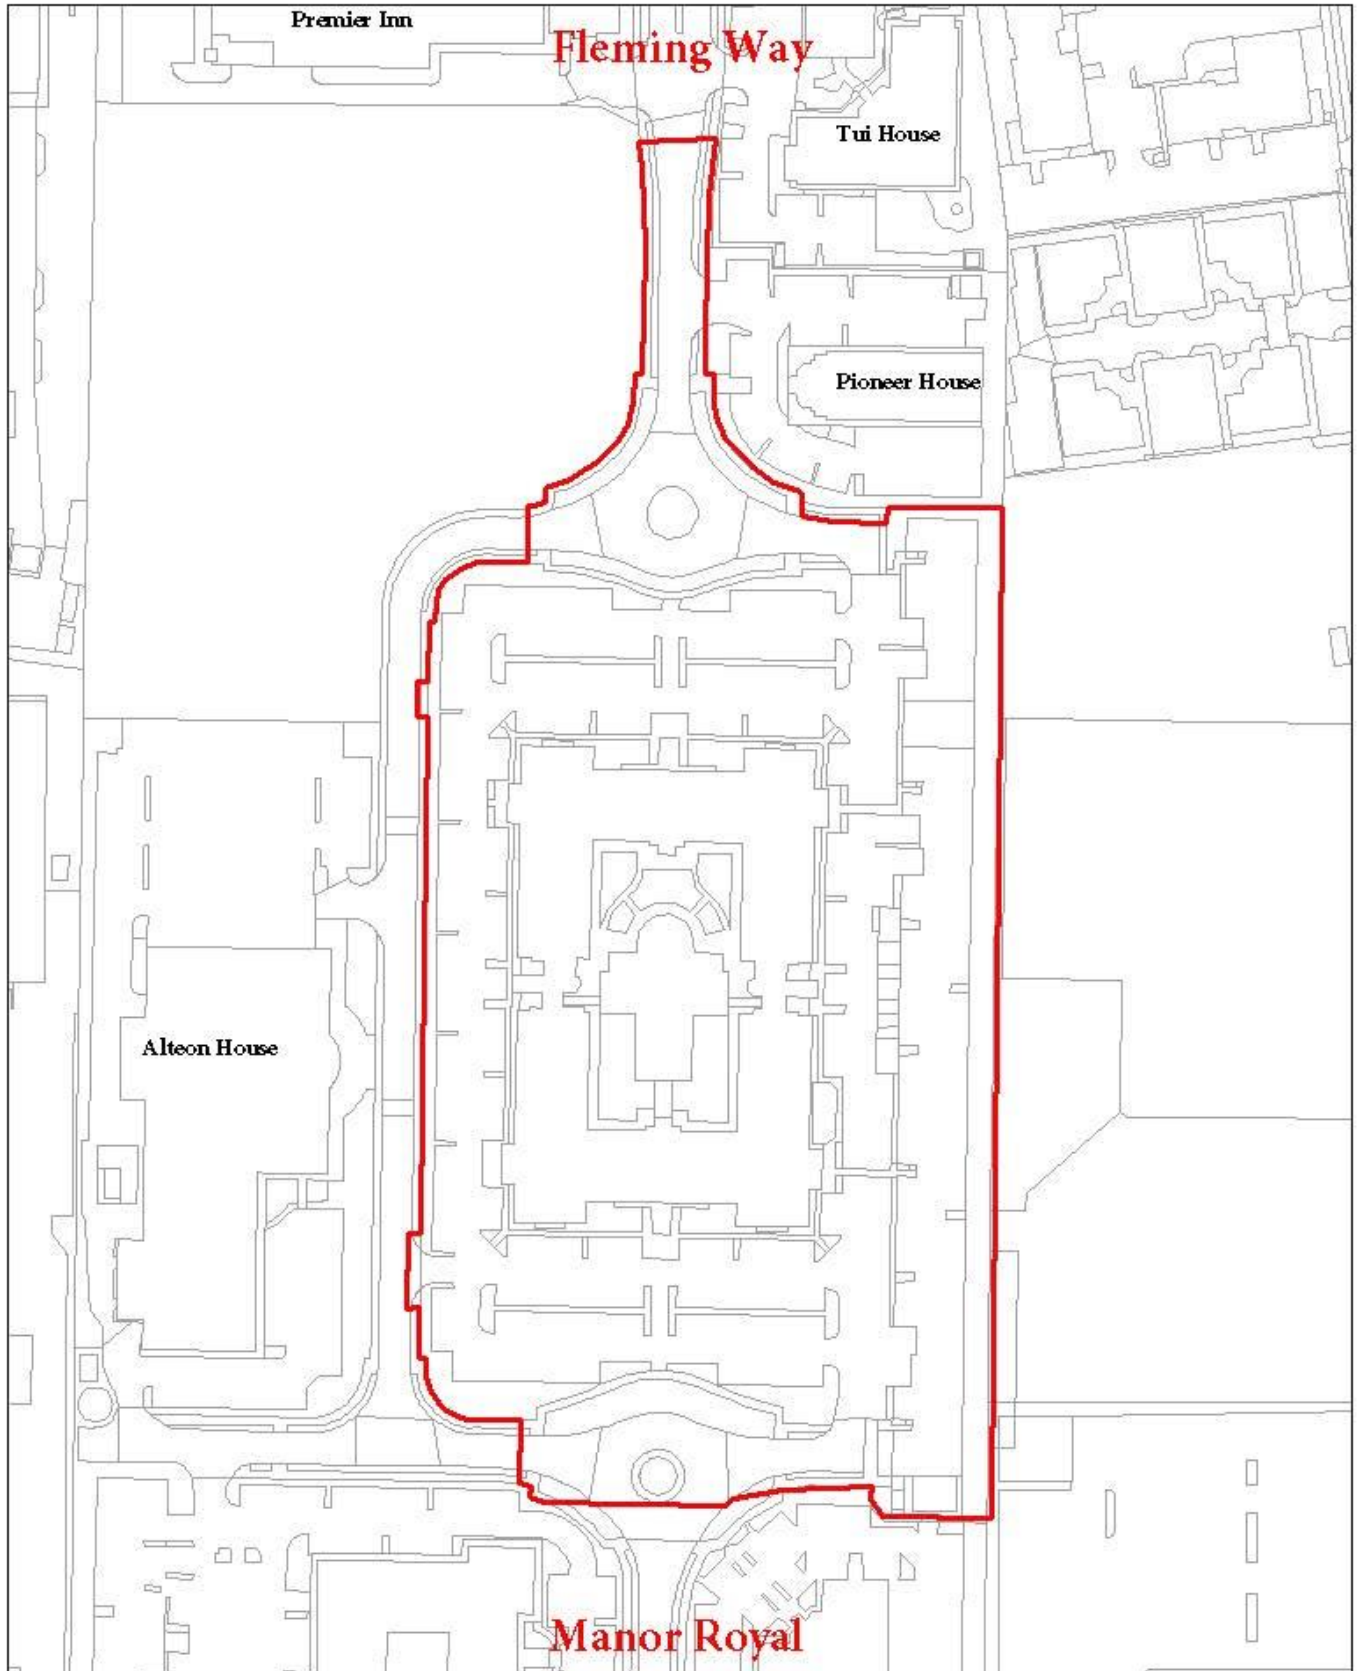 Premier Inn
Fleming Way
Tui House
Pioneer House
Alteon House
Manor Royal